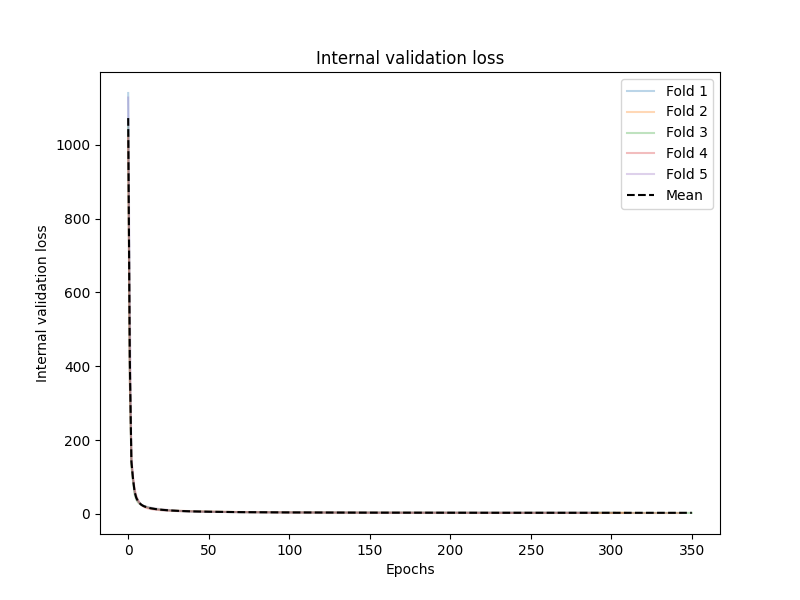 Internal validation loss
Fold 1
Fold 2
Fold 3
Fold 4
Fold 5
Mean
Internal validation loss
1000
800
600
400
200
0
0 50 100 150 200 250 300 350
Epochs